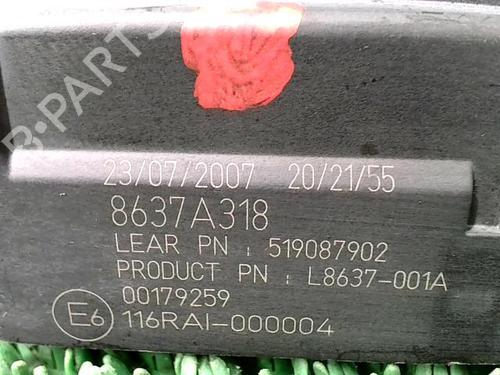 B-PARTS
23/07/2007 20/21/55
8637A318
LEAR PN : 519087902
PRODUCT PN : L8637-001A
00179259
E6 116RAI-000004